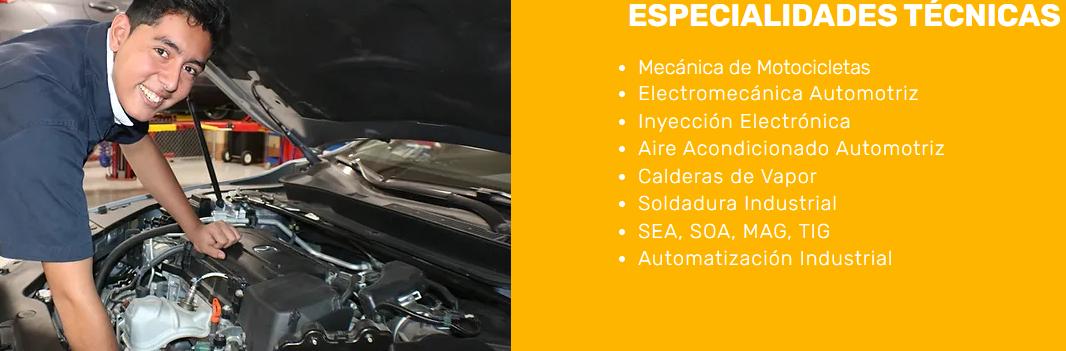 ESPECIALIDADES TÉCNICAS
• Mecánica de Motocicletas
• Electromecánica Automotriz
• Inyección Electrónica
• Aire Acondicionado Automotriz
• Calderas de Vapor
• Soldadura Industrial
• SEA, SOA, MAG, TIG
• Automatización Industrial